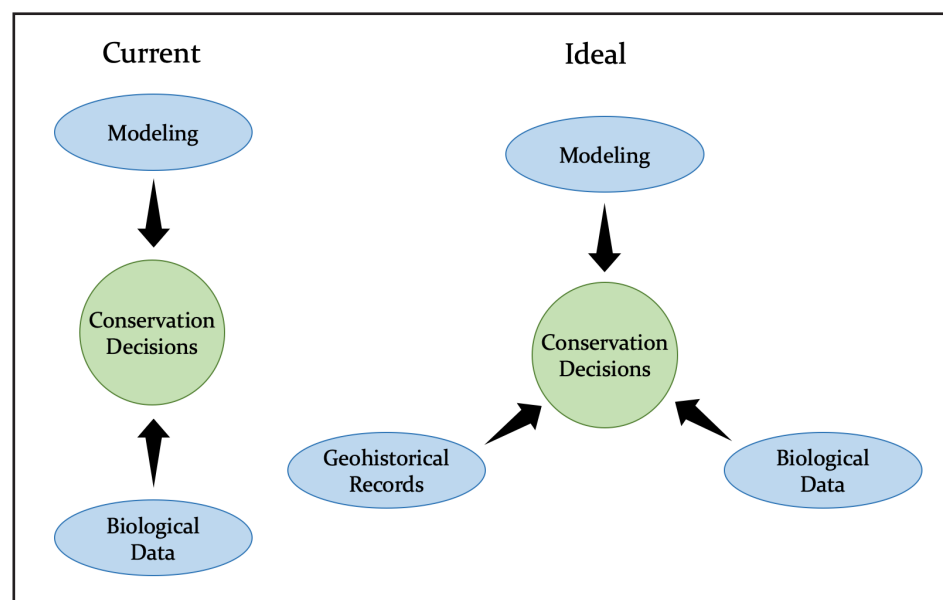 Current
Modeling
Conservation
Decisions
Biological
Data
Ideal
Modeling
Conservation
Decisions
Geohistorical
Records
Biological
Data